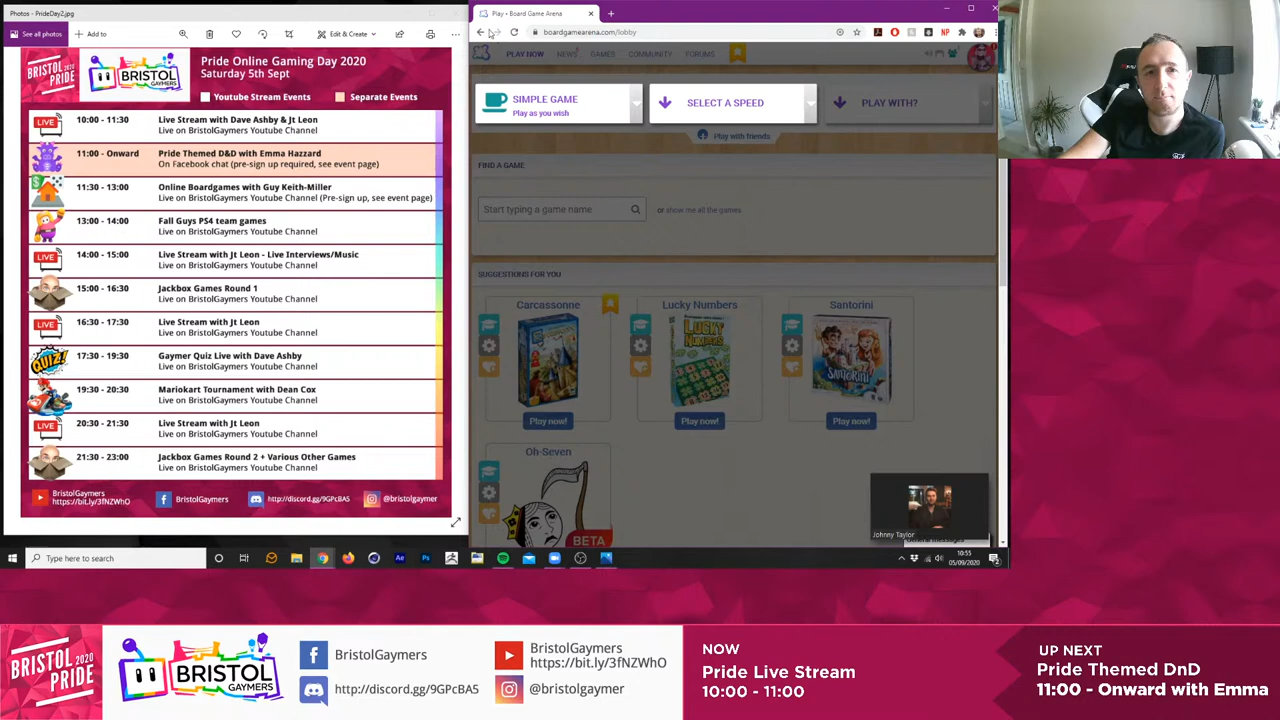 Photos - PrideDay2.jpg
See all photos
Add to
Edit & Create
BRISTOL
PRIDE
2020
BRISTOL
GAYMERS
Pride Online Gaming Day 2020
Saturday 5th Sept
Youtube Stream Events
Separate Events
LIVE
10:00 - 11:30
Live Stream with Dave Ashby & Jt Leon
Live on BristolGaymers Youtube Channel
11:00 - Onward
Pride Themed D&D with Emma Hazzard
On Facebook chat (pre-sign up required, see event page)
11:30 - 13:00
Online Boardgames with Guy Keith-Miller
Live on BristolGaymers Youtube Channel (Pre-sign up, see event page)
13:00 - 14:00
Fall Guys PS4 team games
Live on BristolGaymers Youtube Channel
LIVE
14:00 - 15:00
Live Stream with Jt Leon - Live Interviews/Music
Live on BristolGaymers Youtube Channel
15:00 - 16:30
Jackbox Games Round 1
Live on BristolGaymers Youtube Channel
LIVE
16:30 - 17:30
Live Stream with Jt Leon
Live on BristolGaymers Youtube Channel
QUIZ!
17:30 - 19:30
Gaymer Quiz Live with Dave Ashby
Live on BristolGaymers Youtube Channel
19:30 - 20:30
Mariokart Tournament with Dean Cox
Live on BristolGaymers Youtube Channel
LIVE
20:30 - 21:30
Live Stream with Jt Leon
Live on BristolGaymers Youtube Channel
21:30 - 23:00
Jackbox Games Round 2 + Various Other Games
Live on BristolGaymers Youtube Channel
BristolGaymers
https://bit.ly/3fNZWhO
BristolGaymers
http://discord.gg/9GPcBA5
@bristolgaymer
Play • Board Game Arena
boardgamearena.com/lobby
PLAY NOW
NEWS
GAMES
COMMUNITY
FORUMS
SIMPLE GAME
Play as you wish
SELECT A SPEED
PLAY WITH?
Play with friends
FIND A GAME
Start typing a game name
or show me all the games
SUGGESTIONS FOR YOU
Carcassonne
Play now!
Lucky Numbers
LUCKY
NUMBERS
Play now!
Santorini
SANTORINI
Play now!
Oh-Seven
BETA
Johnny Taylor
Type here to search
10:55
05/09/2020
BRISTOL
PRIDE
2020
BRISTOL
GAYMERS
BristolGaymers
http://discord.gg/9GPcBA5
BristolGaymers
https://bit.ly/3fNZWhO
@bristolgaymer
NOW
Pride Live Stream
10:00 - 11:00
UP NEXT
Pride Themed DnD
11:00 - Onward with Emma